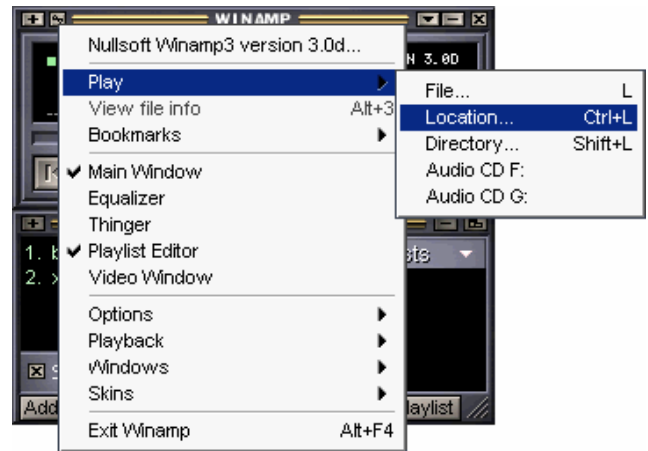 WINAMP
Nullsoft Winamp3 version 3.0d...
N 3.0D
Play
View file info Alt+3
Bookmarks
File... L
Location... Ctrl+L
Directory... Shift+L
Audio CD F:
Audio CD G:
Main Window
Equalizer
Thinger
Playlist Editor
Video Window
1.
2.
Options
Playback
Windows
Skins
Exit Winamp Alt+F4
Add